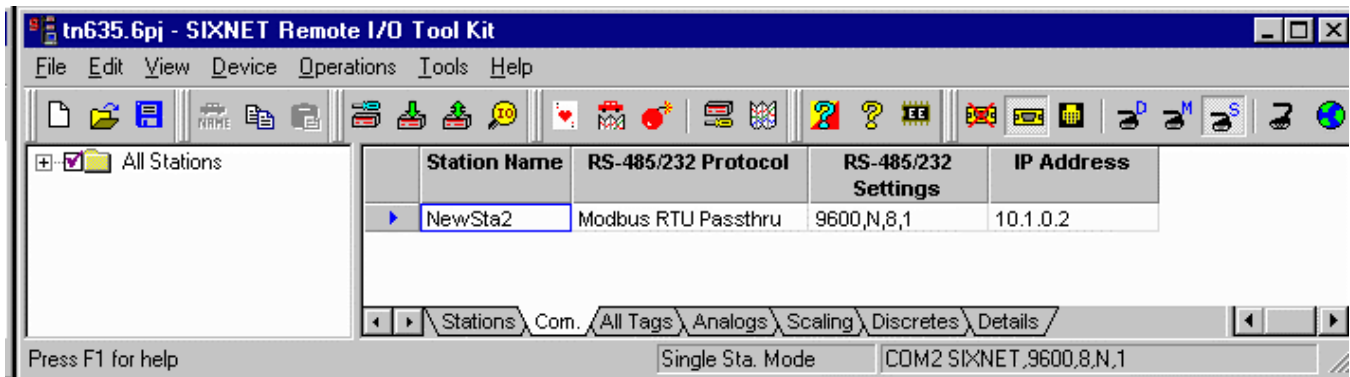 tn635.6pj - SIXNET Remote I/O Tool Kit
File Edit View Device Operations Tools Help
NAME IO ? ? EE D M S
All Stations
Station Name RS-485/232 Protocol RS-485/232 Settings IP Address
NewSta2 Modbus RTU Passthru 9600,N,8,1 10.1.0.2
Stations Com. All Tags Analogs Scaling Discretes Details
Press F1 for help Single Sta. Mode COM2 SIXNET,9600,8,N,1